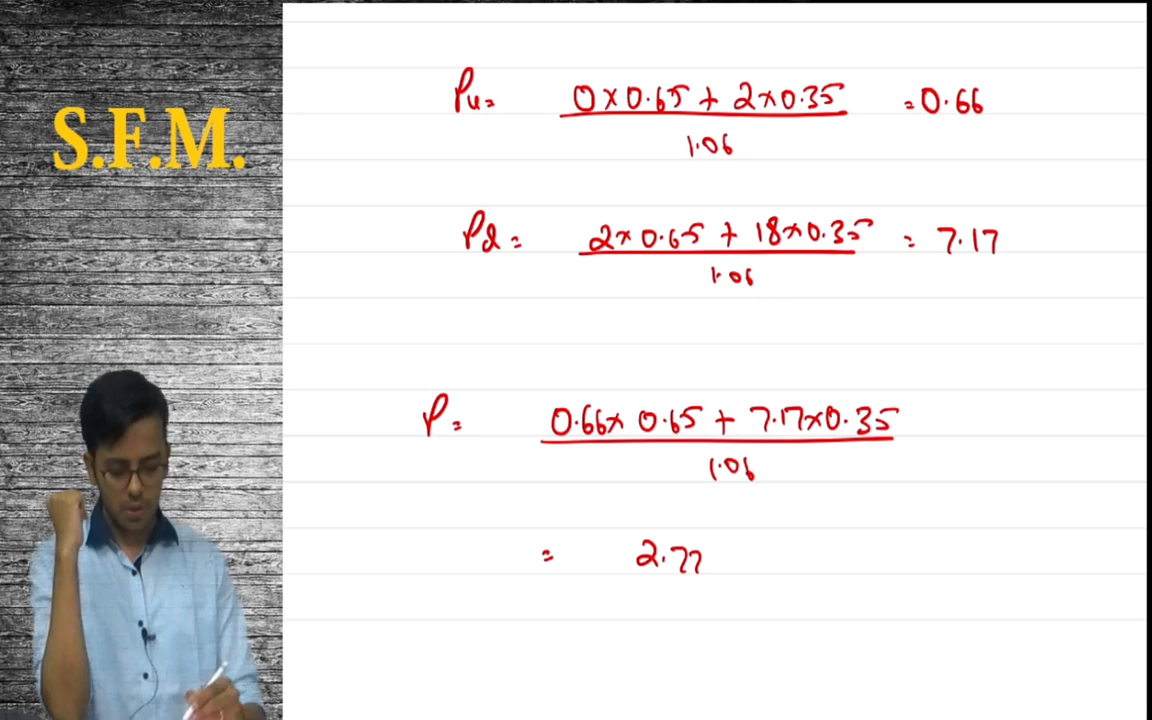 S.F.M.
Pu= 0×0.65 + 2×0.35 =0.66
1.06
Pd= 2×0.65 + 18×0.35 = 7.17
1.06
P= 0.66× 0.65 + 7.17×0.35
1.06
= 2.77